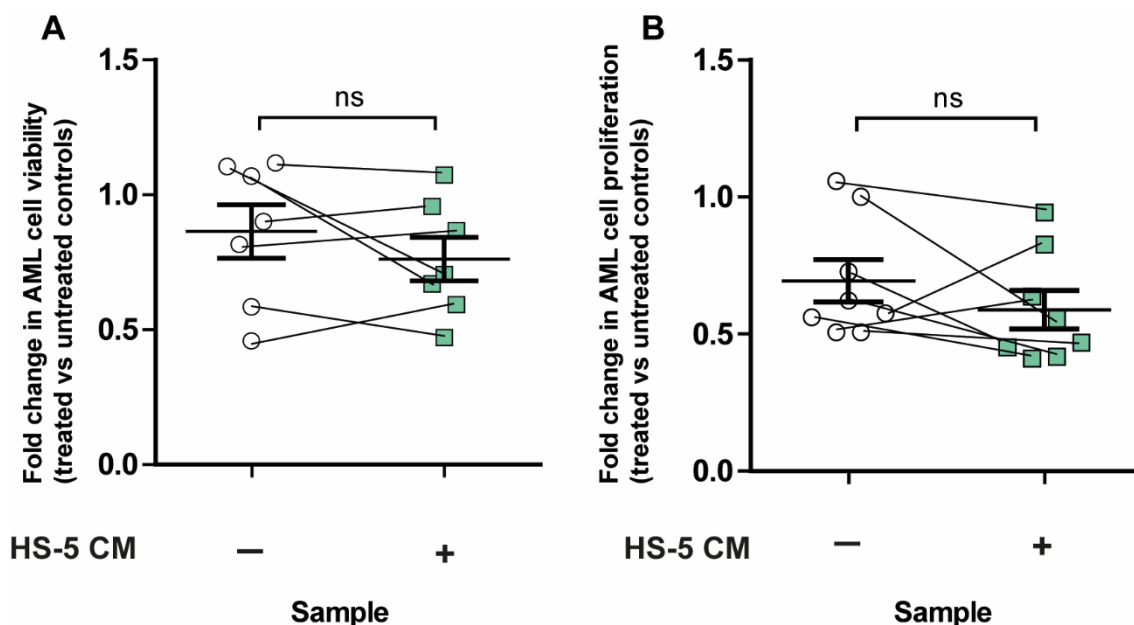 A
Fold change in AML cell viability
(treated vs untreated controls)
1.5
1.0
0.5
0.0
ns
HS-5 CM
—
+
Sample
B
Fold change in AML cell proliferation
(treated vs untreated controls)
1.5
1.0
0.5
0.0
ns
HS-5 CM
—
+
Sample